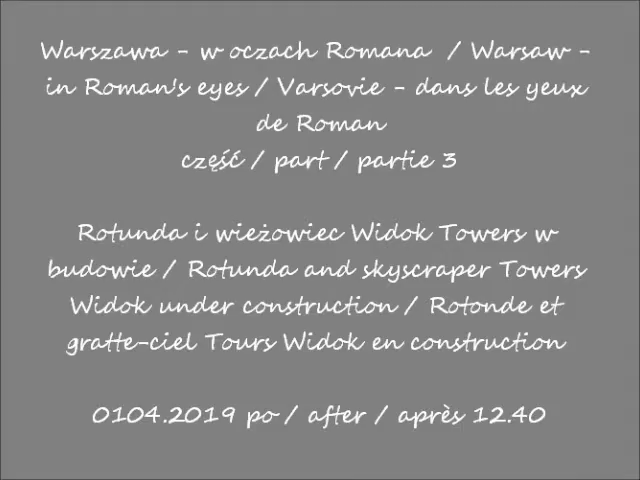 Warszawa - w oczach Romana / Warsaw -
in Roman's eyes / Varsovie - dans les yeux
de Roman
część / part / partie 3
Rotunda i wieżowiec Widok Towers w
budowie / Rotunda and skyscraper Towers
Widok under construction / Rotonde et
gratte-ciel Tours Widok en construction
0104.2019 po / after / après 12.40